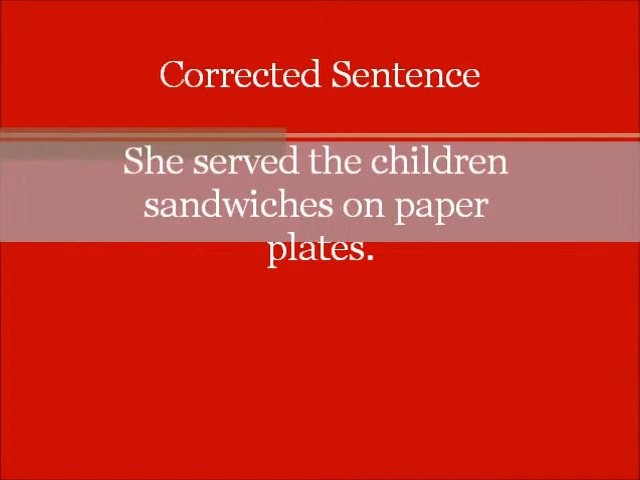 Corrected Sentence
She served the children
sandwiches on paper
plates.